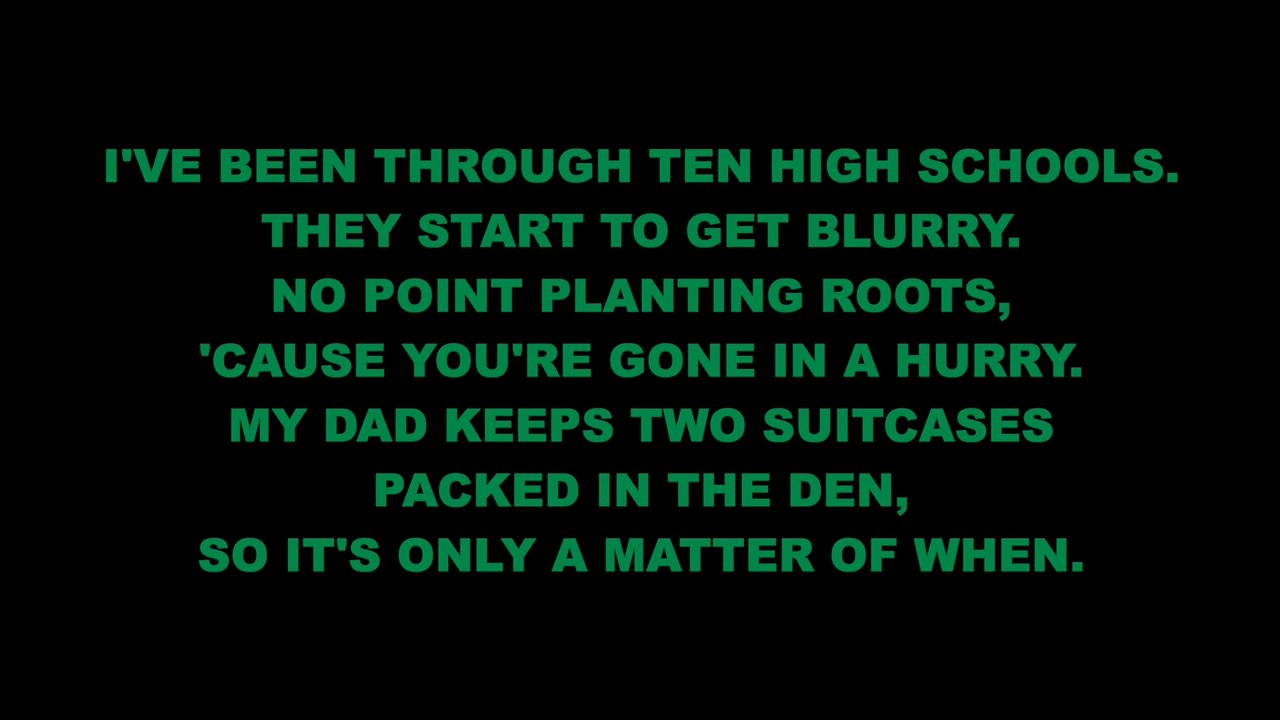 I'VE BEEN THROUGH TEN HIGH SCHOOLS.
THEY START TO GET BLURRY.
NO POINT PLANTING ROOTS,
'CAUSE YOU'RE GONE IN A HURRY.
MY DAD KEEPS TWO SUITCASES
PACKED IN THE DEN,
SO IT'S ONLY A MATTER OF WHEN.